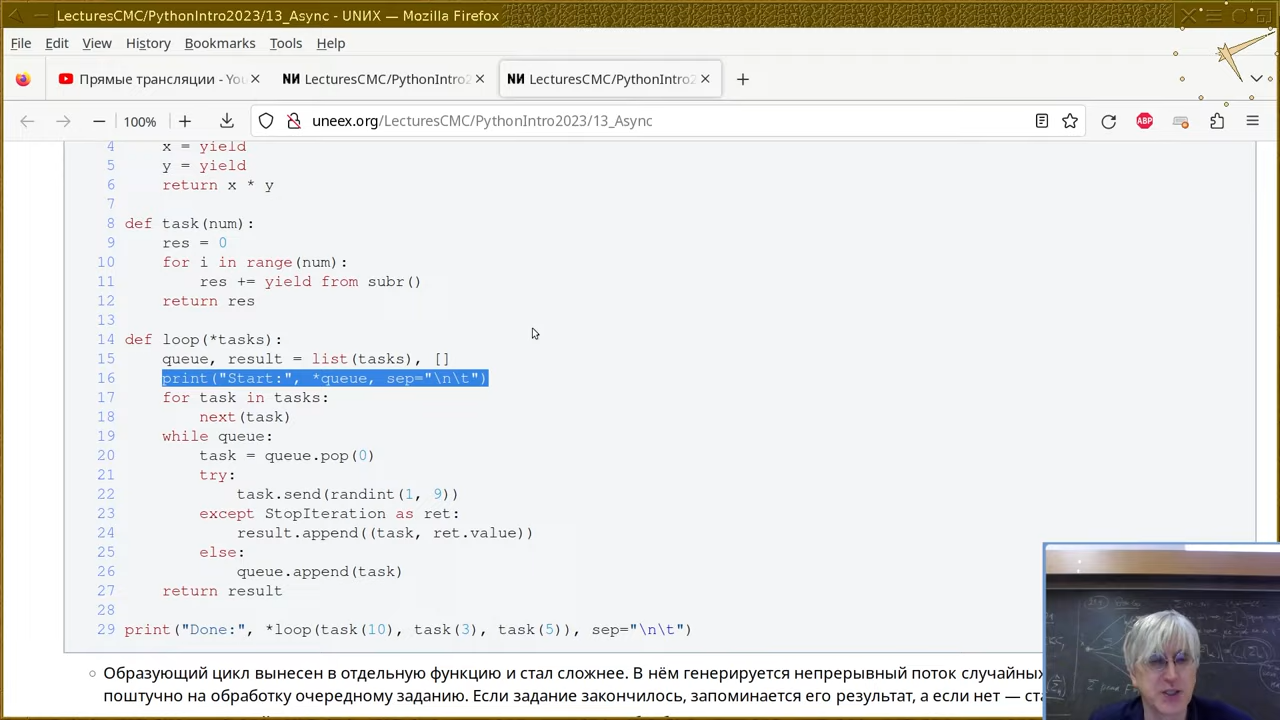 LecturesCMC/PythonIntro2023/13_Async - UNИX — Mozilla Firefox
File Edit View History Bookmarks Tools Help
Прямые трансляции - You
NИ LecturesCMC/PythonIntro2
NИ LecturesCMC/PythonIntro2
100%
uneex.org/LecturesCMC/PythonIntro2023/13_Async
ABP
4 x = yield
5 y = yield
6 return x * y
7
8 def task(num):
9 res = 0
10 for i in range(num):
11 res += yield from subr()
12 return res
13
14 def loop(*tasks):
15 queue, result = list(tasks), []
16 print("Start:", *queue, sep="\n\t")
17 for task in tasks:
18 next(task)
19 while queue:
20 task = queue.pop(0)
21 try:
22 task.send(randint(1, 9))
23 except StopIteration as ret:
24 result.append((task, ret.value))
25 else:
26 queue.append(task)
27 return result
28
29 print("Done:", *loop(task(10), task(3), task(5)), sep="\n\t")
Образующий цикл вынесен в отдельную функцию и стал сложнее. В нём генерируется непрерывный поток случайных
поштучно на обработку очередному заданию. Если задание закончилось, запоминается его результат, а если нет —